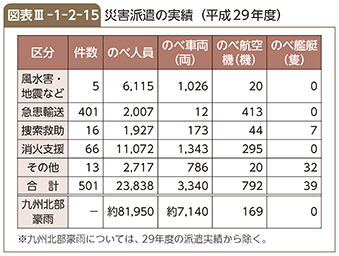 図表Ⅲ-1-2-15 災害派遣の実績（平成29年度）
区分 件数 のべ人員 のべ車両（両） のべ航空機（機） のべ艦艇（隻）
風水害・地震など 5 6,115 1,026 20 0
急患輸送 401 2,007 12 413 0
捜索救助 16 1,927 173 44 7
消火支援 66 11,072 1,343 295 0
その他 13 2,717 786 20 32
合 計 501 23,838 3,340 792 39
九州北部豪雨 － 約81,950 約7,140 169 0
※九州北部豪雨については、29年度の派遣実績から除く。